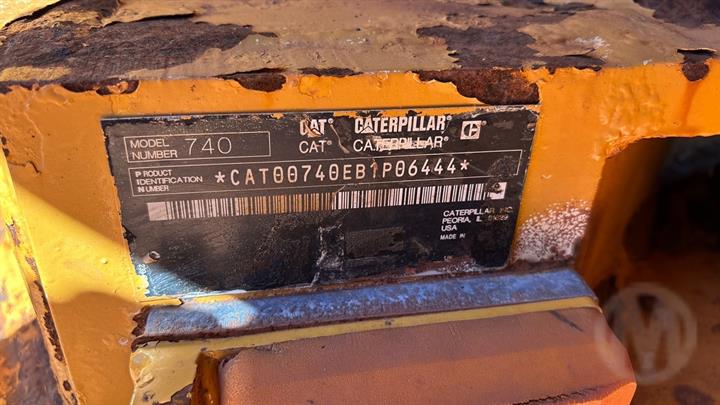 CAT CATERPILLAR
CAT CATERPILLAR
MODEL NUMBER 740
PRODUCT IDENTIFICATION NUMBER *CAT00740EB1P06444*
CATERPILLAR INC.
PEORIA, IL
USA
MADE IN
M